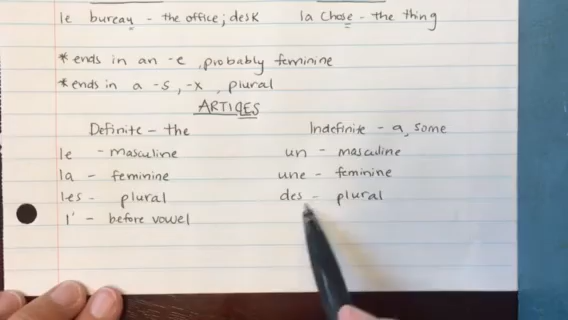 le bureau - the office; desk la chose - the thing
* ends in an -e, probably feminine
* ends in a -s, -x, plural
ARTICLES
Definite - the Indefinite - a, some
le - masculine un - masculine
la - feminine une - feminine
les - plural des - plural
l' - before vowel